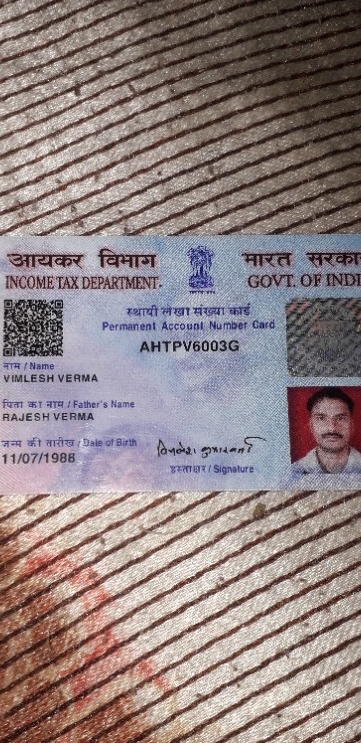 आयकर विभाग
INCOME TAX DEPARTMENT
भारत सरका
GOVT. OF INDI
स्थायी लेखा संख्या कार्ड
Permanent Account Number Card
AHTPV6003G
नाम / Name
VIMLESH VERMA
पिता का नाम / Father's Name
RAJESH VERMA
जन्म की तारीख / Date of Birth
11/07/1988
हस्ताक्षर / Signature